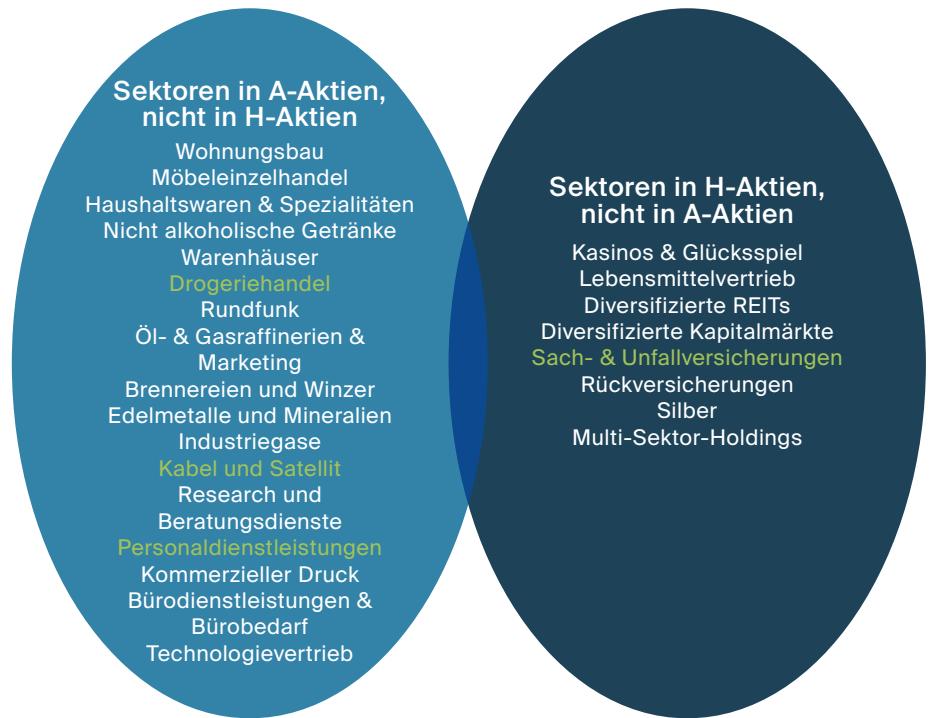 Sektoren in A-Aktien,
nicht in H-Aktien
Wohnungsbau
Möbeleinzelhandel
Haushaltswaren & Spezialitäten
Nicht alkoholische Getränke
Warenhäuser
Drogeriehandel
Rundfunk
Öl- & Gasraffinerien &
Marketing
Brennereien und Winzer
Edelmetalle und Mineralien
Industriegase
Kabel und Satellit
Research und
Beratungsdienste
Personaldienstleistungen
Kommerzieller Druck
Bürodienstleistungen &
Bürobedarf
Technologievertrieb
Sektoren in H-Aktien,
nicht in A-Aktien
Kasinos & Glücksspiel
Lebensmittelvertrieb
Diversifizierte REITs
Diversifizierte Kapitalmärkte
Sach- & Unfallversicherungen
Rückversicherungen
Silber
Multi-Sektor-Holdings